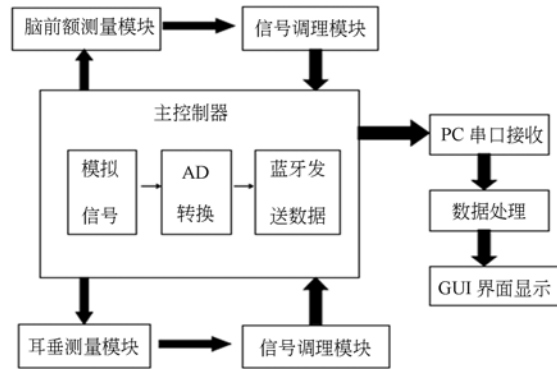 脑前额测量模块
信号调理模块
主控制器
模拟
信号
AD
转换
蓝牙发
送数据
PC 串口接收
数据处理
GUI 界面显示
耳垂测量模块
信号调理模块